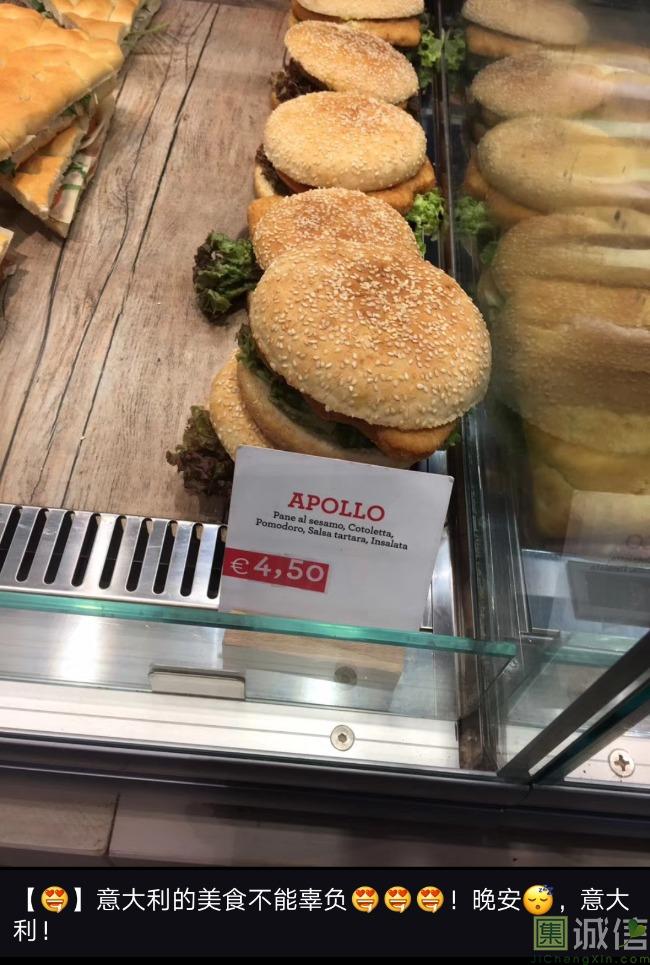 APOLLO
Pane al sesamo, Cotoletta,
Pomodoro, Salsa tartara, Insalata
€ 4,50
【😍】意大利的美食不能辜负😍😍😍！晚安😴，意大
利！
集诚信
JiChengXin.com